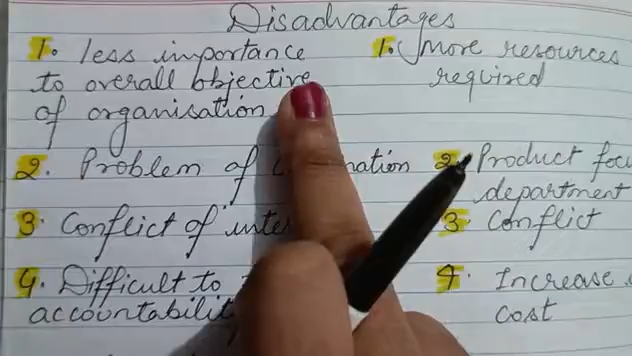 Disadvantages
1. less importance
to overall objective
of organisation
2. Problem of
3. Conflict of
4. Difficult to
1. more resources
required
2. Product
department
3. Conflict
4. Increase
cost